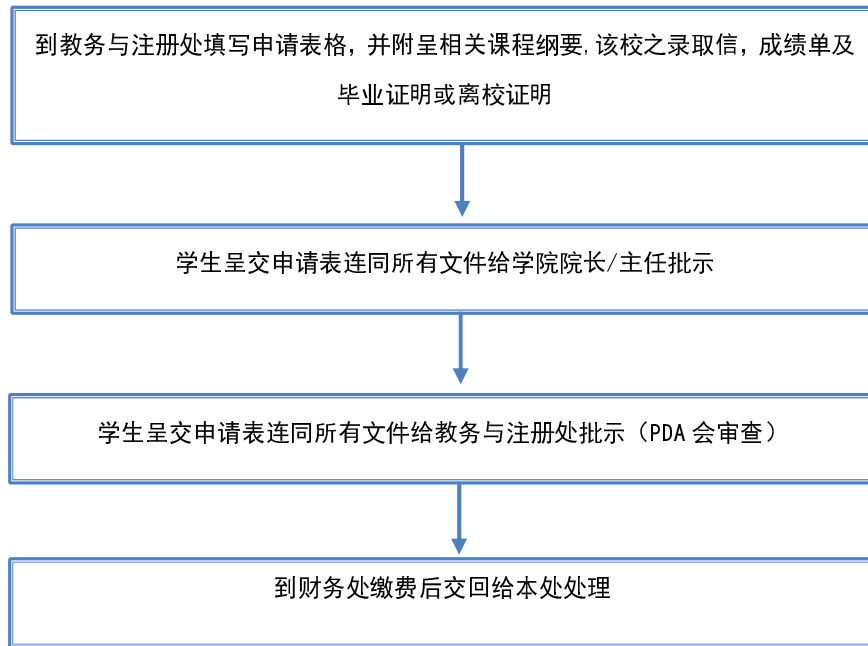 到教务与注册处填写申请表格，并附呈相关课程纲要,该校之录取信，成绩单及
毕业证明或离校证明
学生呈交申请表连同所有文件给学院院长/主任批示
学生呈交申请表连同所有文件给教务与注册处批示（PDA 会审查）
到财务处缴费后交回给本处处理